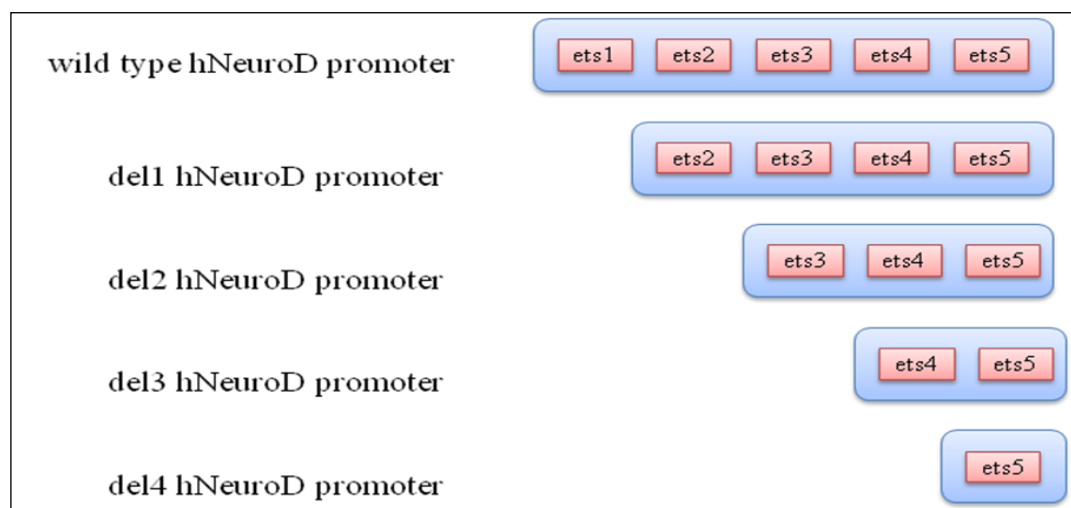 wild type hNeuroD promoter ets1 ets2 ets3 ets4 ets5
del1 hNeuroD promoter ets2 ets3 ets4 ets5
del2 hNeuroD promoter ets3 ets4 ets5
del3 hNeuroD promoter ets4 ets5
del4 hNeuroD promoter ets5